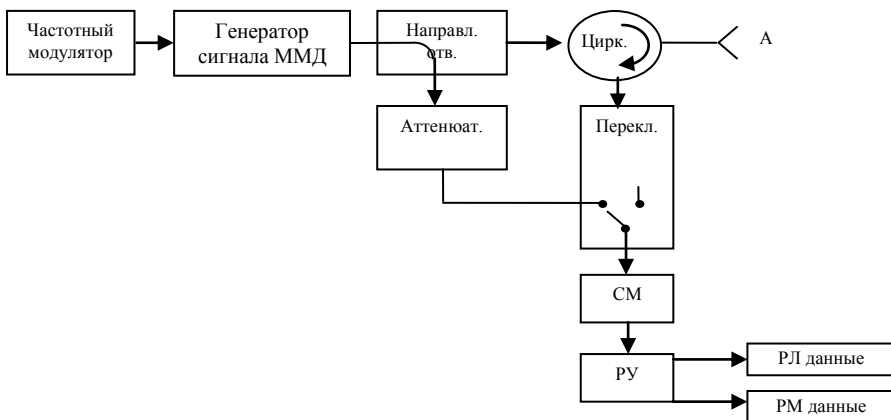 Частотный
модулятор
Генератор
сигнала ММД
Направл.
отв.
Цирк.
А
Аттенюат.
Перекл.
СМ
РУ
РЛ данные
РМ данные